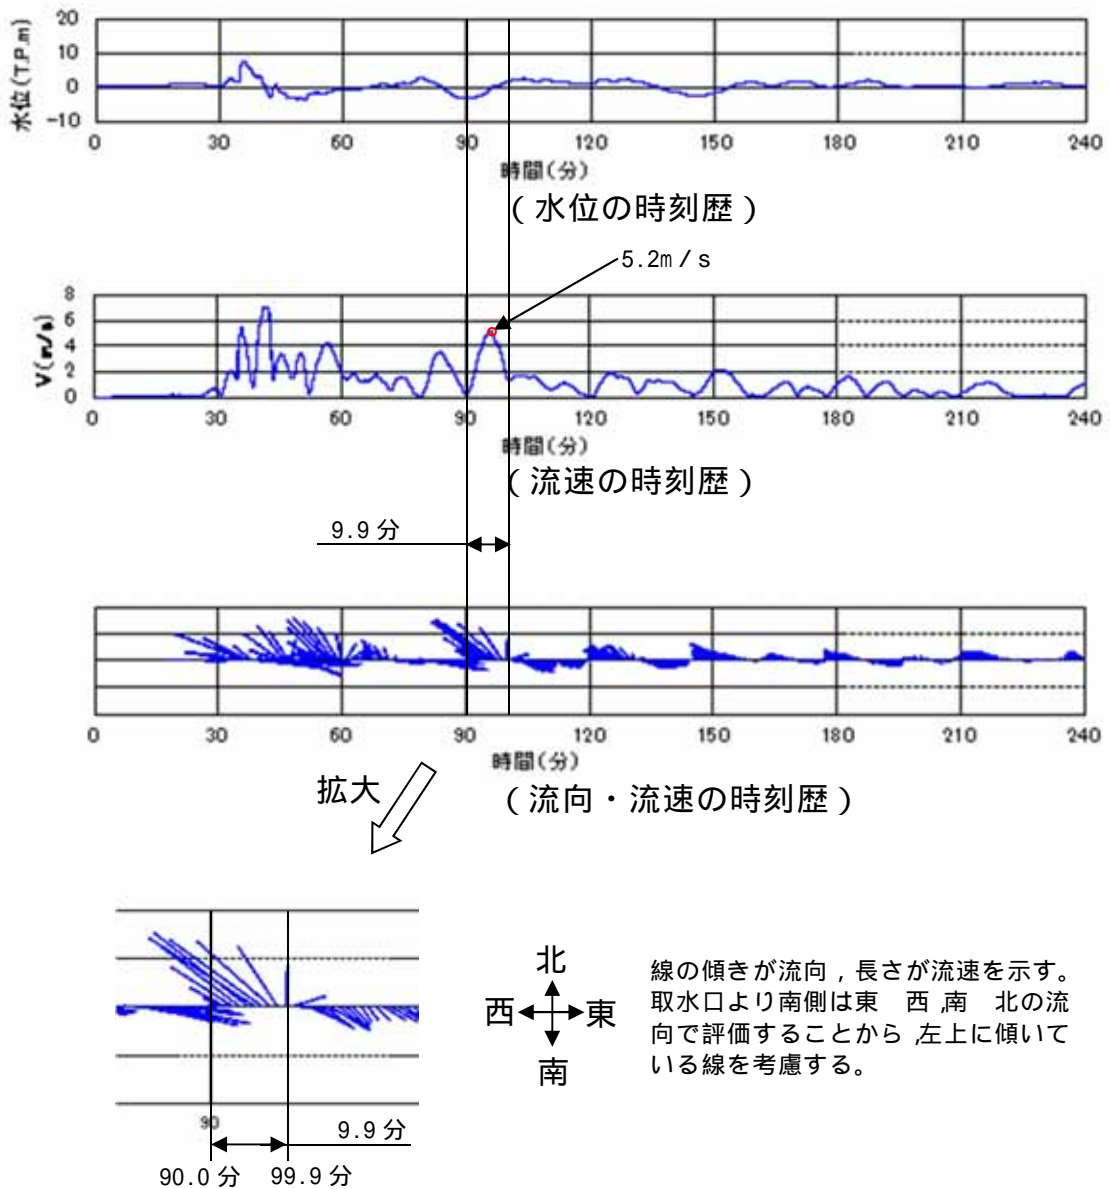 20
10
0
-10
水位(T.P.m)
0 30 60 90 120 150 180 210 240
時間(分)
(水位の時刻歴)
5.2m/s
8
6
4
2
0
V(m/s)
0 30 60 90 120 150 180 210 240
時間(分)
(流速の時刻歴)
9.9分
0 30 60 90 120 150 180 210 240
時間(分)
拡大
(流向・流速の時刻歴)
90
9.9分
90.0分 99.9分
北
西 東
南
線の傾きが流向,長さが流速を示す。
取水口より南側は東 西,南 北の流
向で評価することから,左上に傾いて
いる線を考慮する。